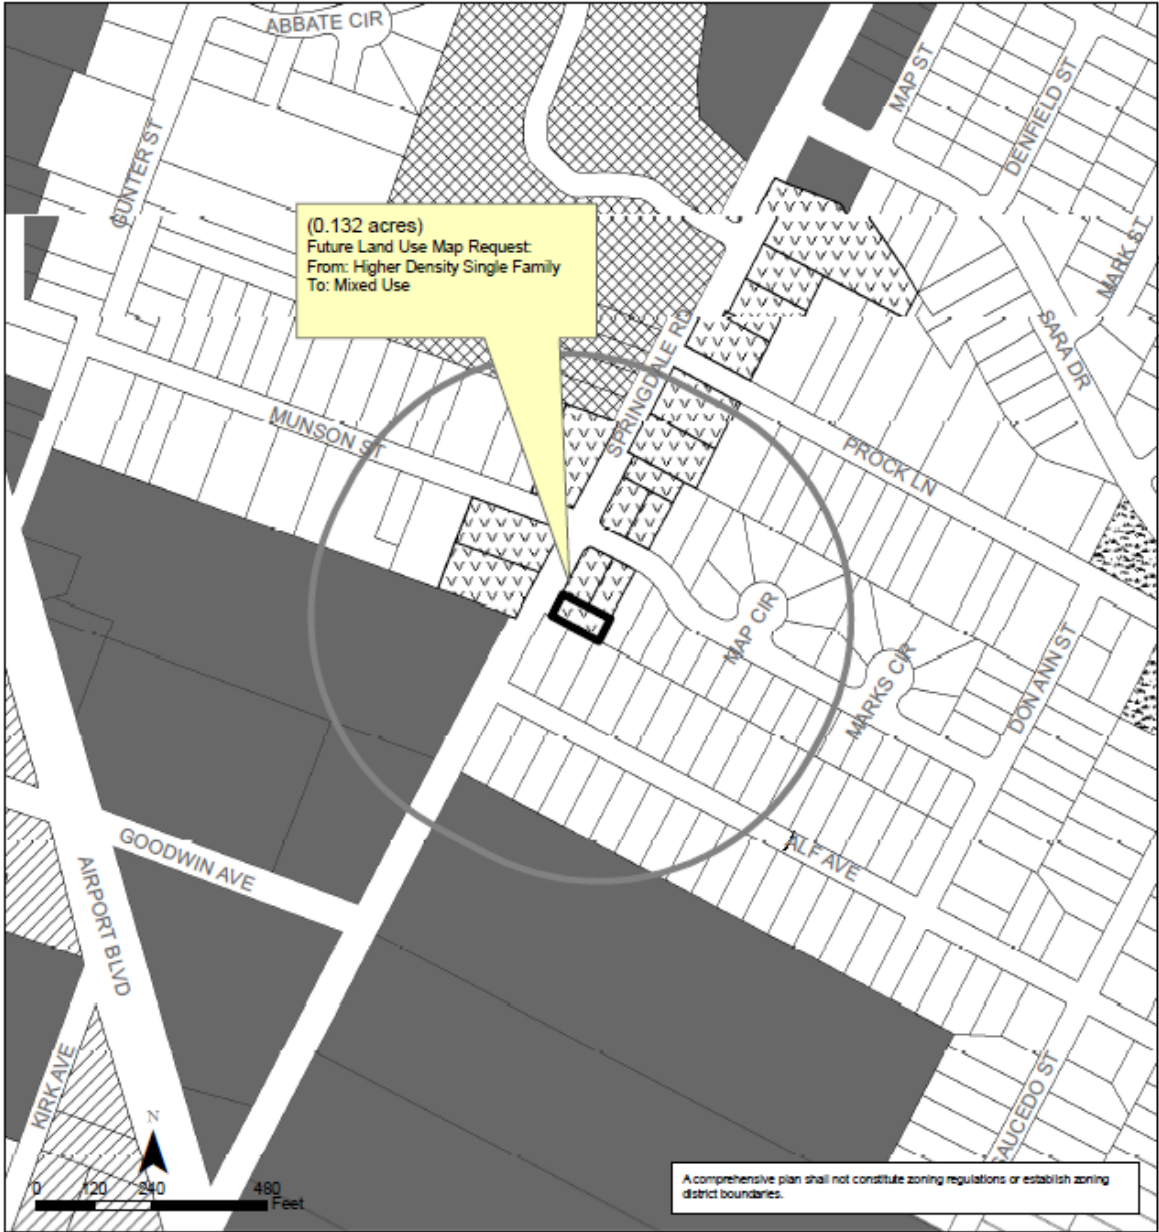 ABBATE CIR
MAP ST
DENFIELD ST
GUNTER ST
(0.132 acres)
Future Land Use Map Request:
From: Higher Density Single Family
To: Mixed Use
MARK ST
SPRINGDALE RD
SARA DR
MUNSON ST
PROCK LN
MAP CIR
MARKS CIR
DON ANN ST
GOODWIN AVE
ALF AVE
AIRPORT BLVD
KIRK AVE
SAUCEDO ST
N
0 120 240 480
Feet
A comprehensive plan shall not constitute zoning regulations or establish zoning
district boundaries.